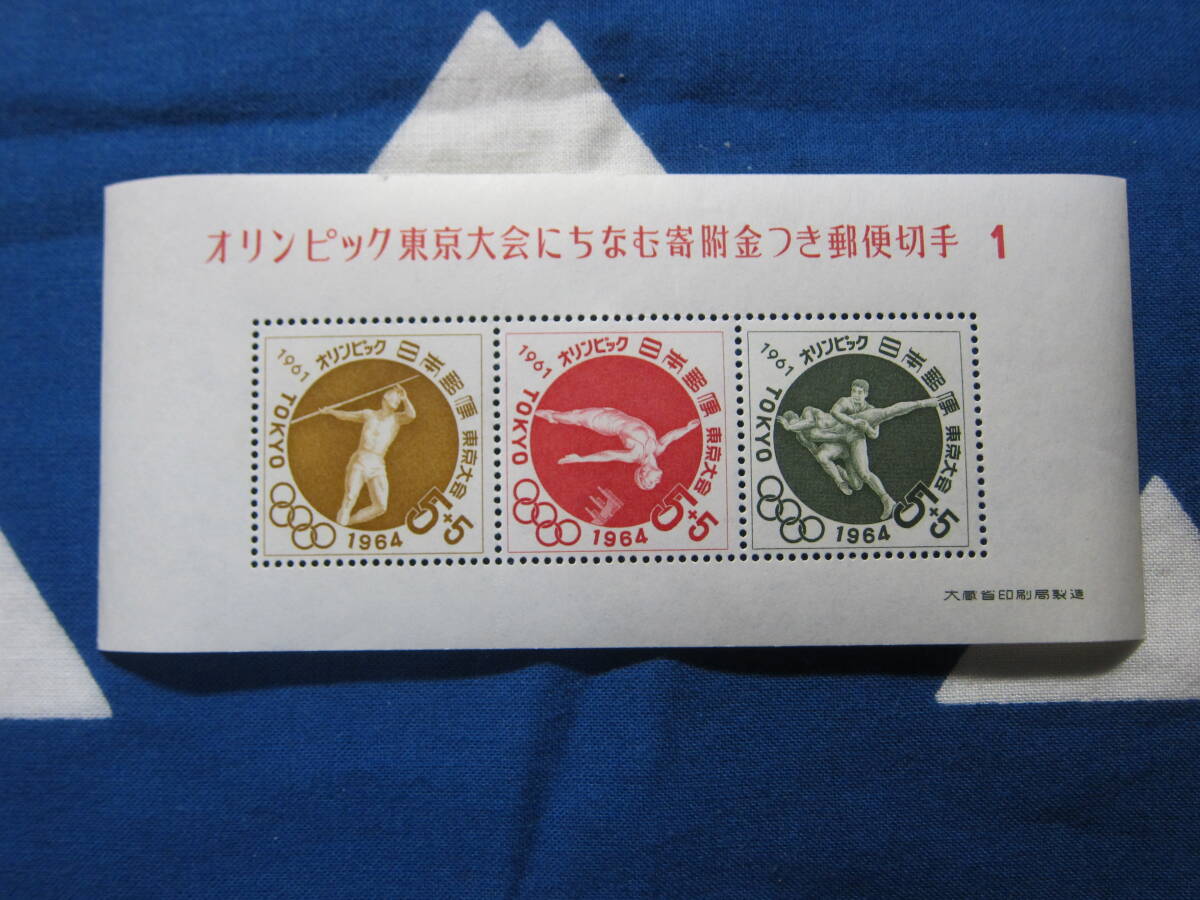 オリンピック東京大会にちなむ寄附金つき郵便切手 1
1961 オリンピック 日本郵便
TOKYO
東京大会
1964
5+5
1961 オリンピック 日本郵便
TOKYO
東京大会
1964
5+5
1961 オリンピック 日本郵便
TOKYO
東京大会
1964
5+5
大蔵省印刷局製造